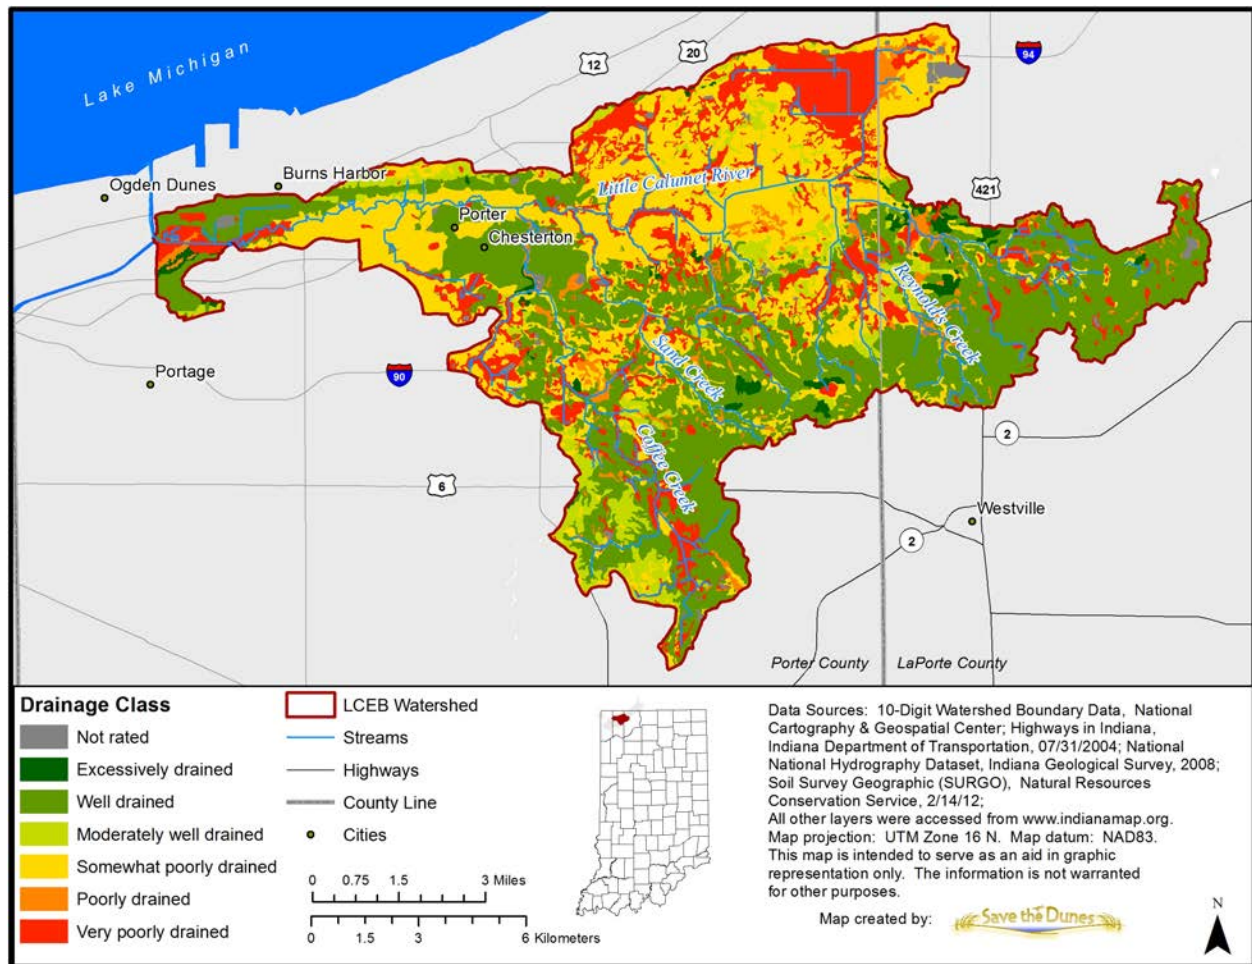 Lake Michigan
12
20
94
Ogden Dunes
Burns Harbor
421
Little Calumet River
Porter
Chesterton
Reynold's Creek
Sand Creek
Portage
90
Coffee Creek
2
6
Westville
2
Porter County
LaPorte County
Drainage Class
Not rated
Excessively drained
Well drained
Moderately well drained
Somewhat poorly drained
Poorly drained
Very poorly drained
LCEB Watershed
Streams
Highways
County Line
Cities
0 0.75 1.5 3 Miles
0 1.5 3 6 Kilometers
Data Sources: 10-Digit Watershed Boundary Data, National
Cartography & Geospatial Center; Highways in Indiana,
Indiana Department of Transportation, 07/31/2004; National
National Hydrography Dataset, Indiana Geological Survey, 2008;
Soil Survey Geographic (SURGO), Natural Resources
Conservation Service, 2/14/12;
All other layers were accessed from www.indianamap.org.
Map projection: UTM Zone 16 N. Map datum: NAD83.
This map is intended to serve as an aid in graphic
representation only. The information is not warranted
for other purposes.
Map created by:
Save the Dunes
N